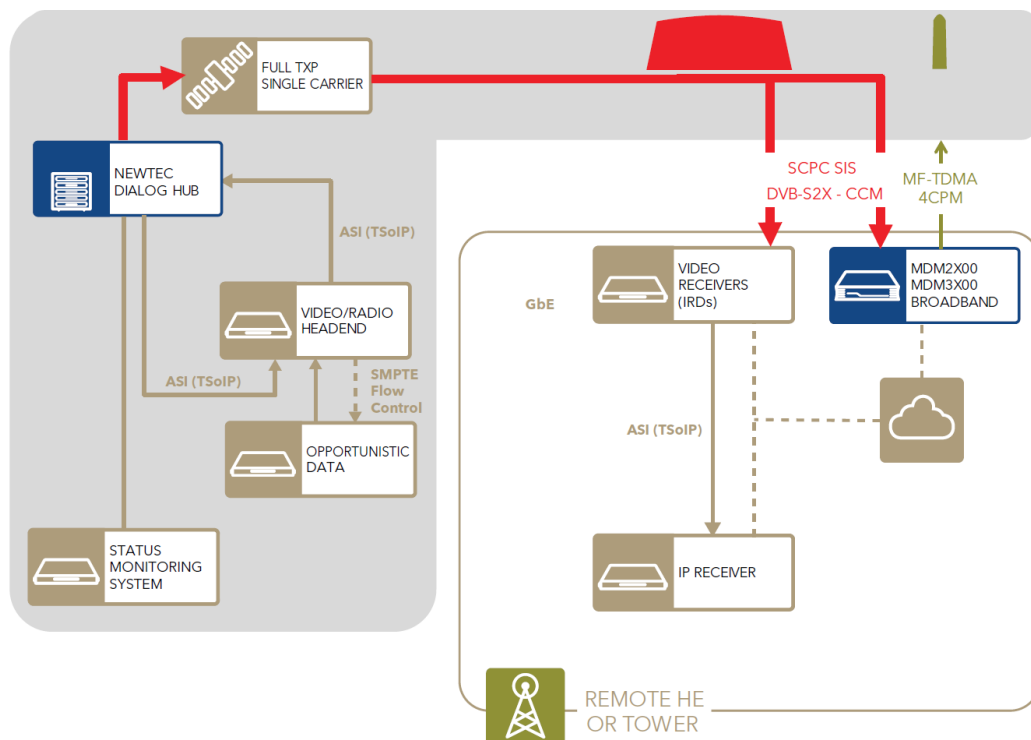 FULL TXP
SINGLE CARRIER
NEWTEC
DIALOG HUB
ASI (TSoIP)
VIDEO/RADIO
HEADEND
ASI (TSoIP)
SMPTE
Flow
Control
OPPORTUNISTIC
DATA
STATUS
MONITORING
SYSTEM
SCPC SIS
DVB-S2X - CCM
MF-TDMA
4CPM
GbE
VIDEO
RECEIVERS
(IRDs)
MDM2X00
MDM3X00
BROADBAND
ASI (TSoIP)
IP RECEIVER
REMOTE HE
OR TOWER